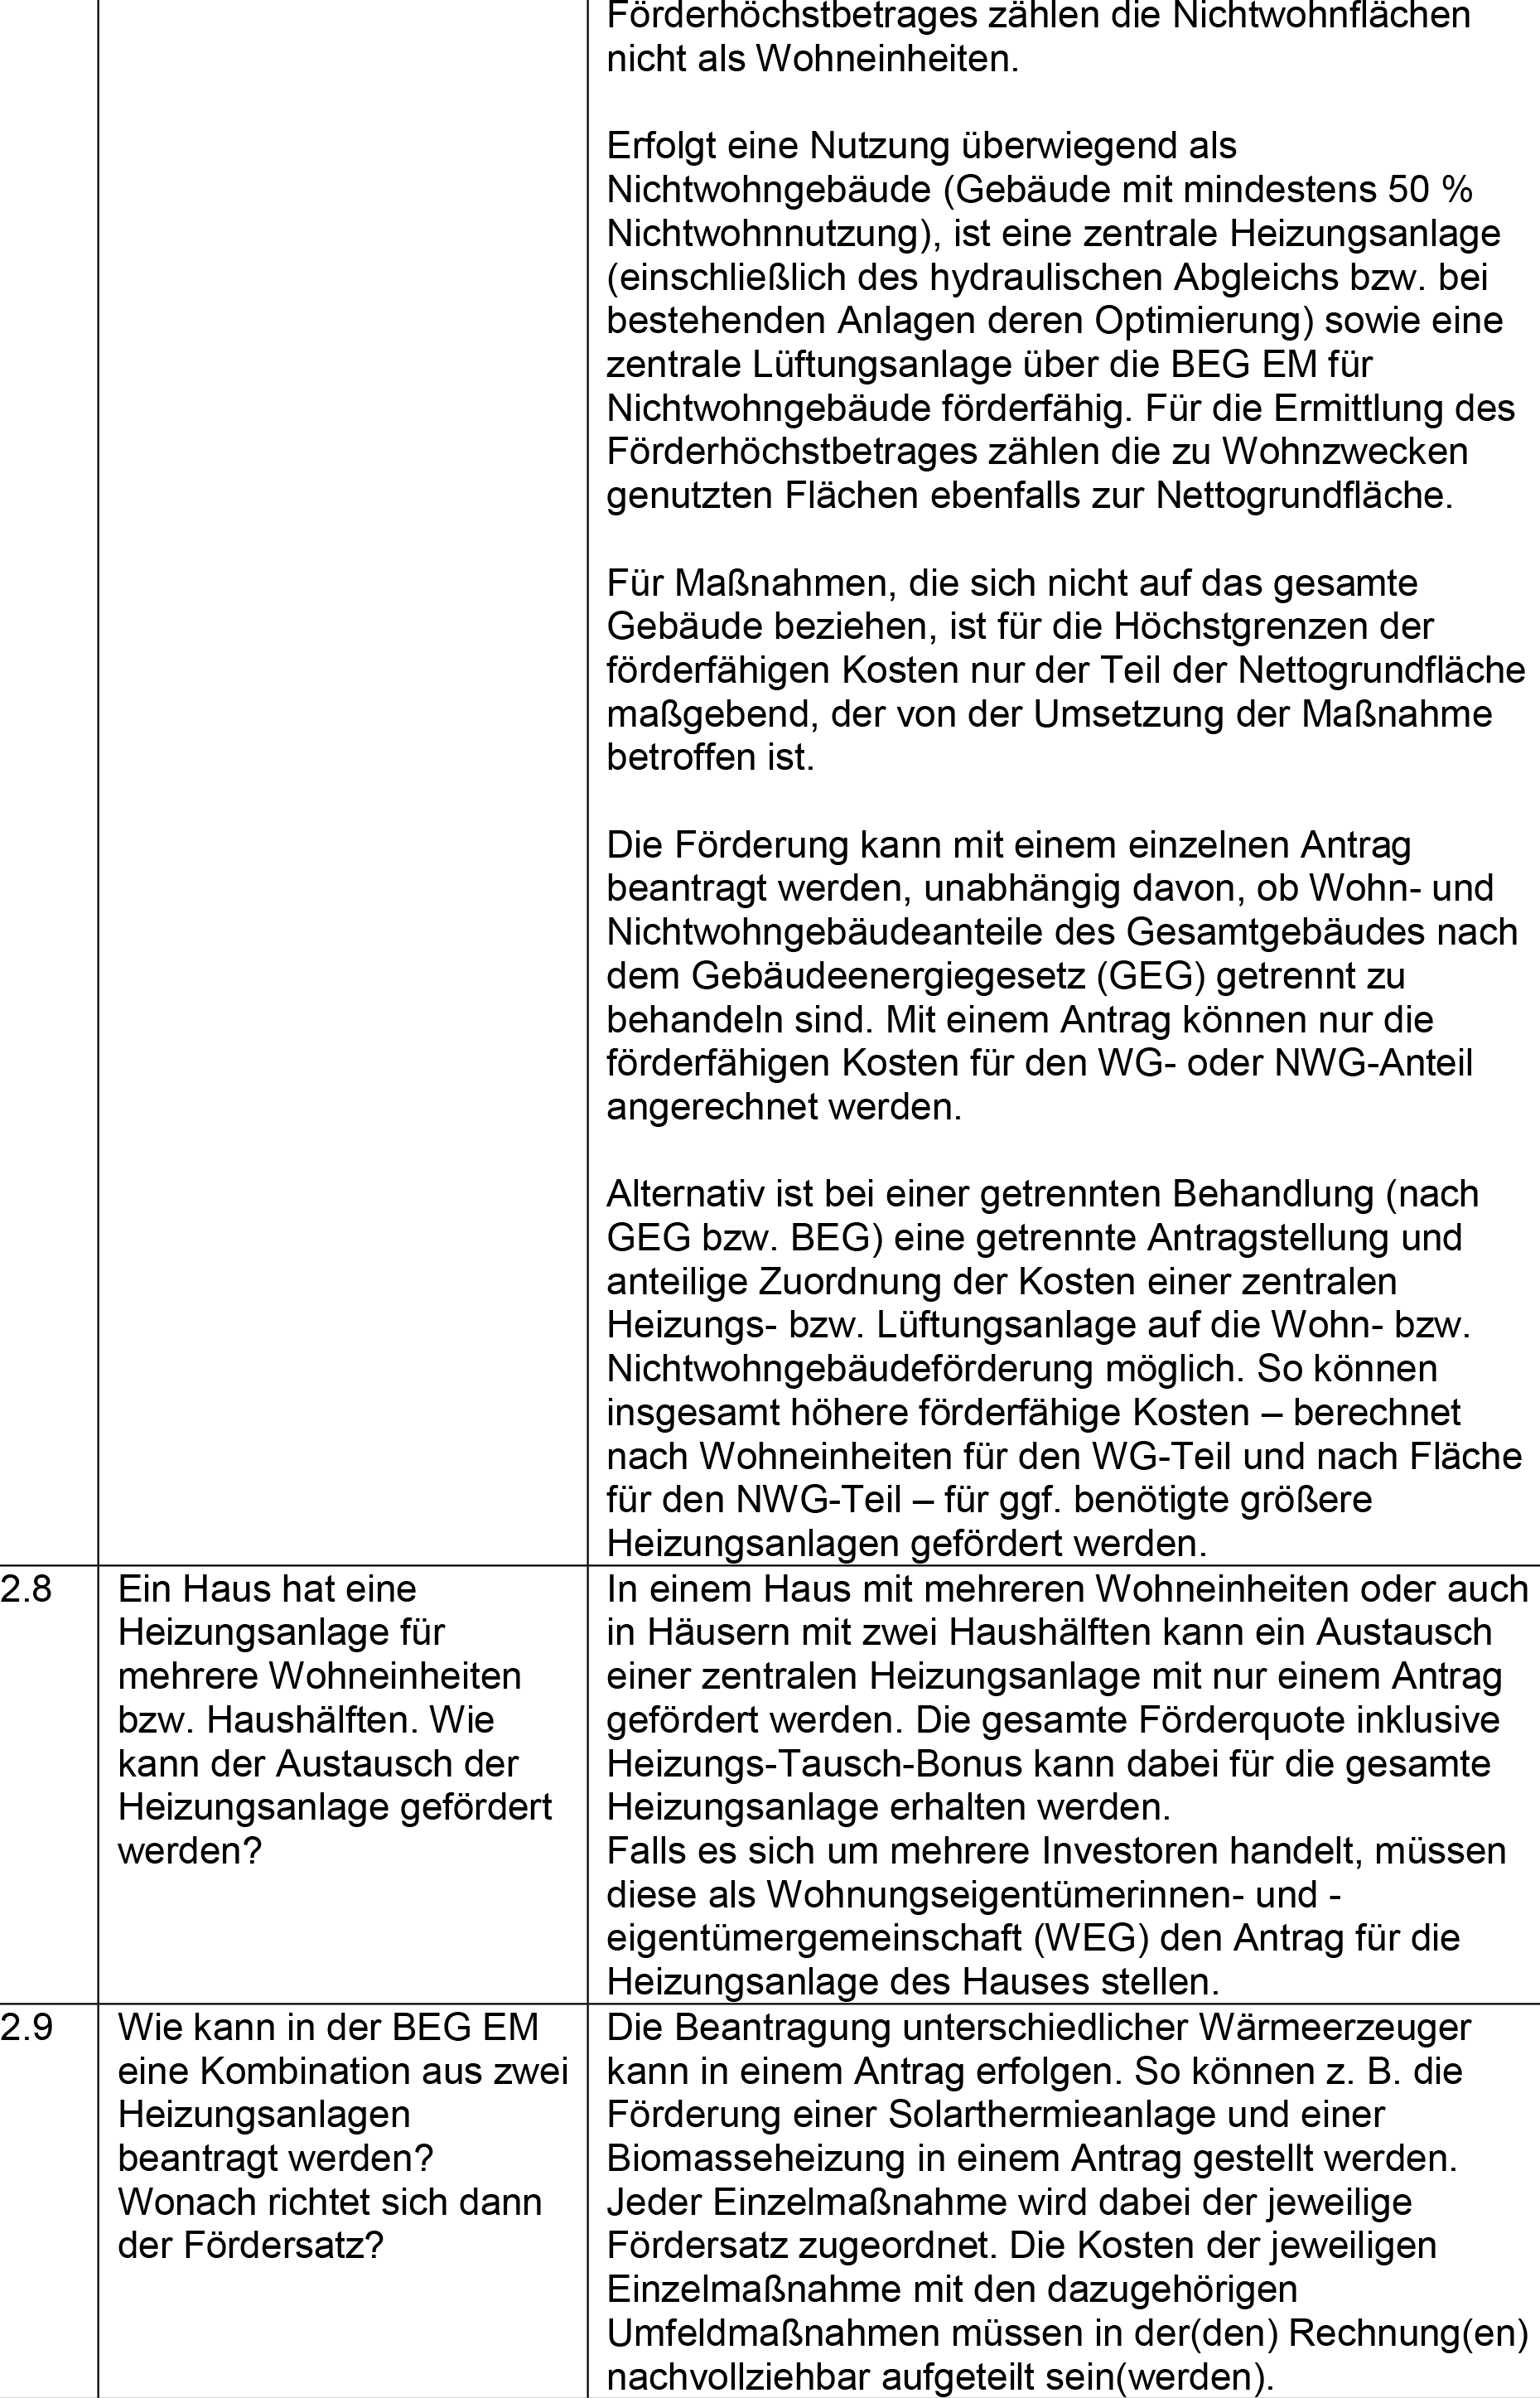 Förderhöchstbetrages zählen die Nichtwohnflächen
nicht als Wohneinheiten.
Erfolgt eine Nutzung überwiegend als
Nichtwohngebäude (Gebäude mit mindestens 50 %
Nichtwohnnutzung), ist eine zentrale Heizungsanlage
(einschließlich des hydraulischen Abgleichs bzw. bei
bestehenden Anlagen deren Optimierung) sowie eine
zentrale Lüftungsanlage über die BEG EM für
Nichtwohngebäude förderfähig. Für die Ermittlung des
Förderhöchstbetrages zählen die zu Wohnzwecken
genutzten Flächen ebenfalls zur Nettogrundfläche.
Für Maßnahmen, die sich nicht auf das gesamte
Gebäude beziehen, ist für die Höchstgrenzen der
förderfähigen Kosten nur der Teil der Nettogrundfläche
maßgebend, der von der Umsetzung der Maßnahme
betroffen ist.
Die Förderung kann mit einem einzelnen Antrag
beantragt werden, unabhängig davon, ob Wohn- und
Nichtwohngebäudeanteile des Gesamtgebäudes nach
dem Gebäudeenergiegesetz (GEG) getrennt zu
behandeln sind. Mit einem Antrag können nur die
förderfähigen Kosten für den WG- oder NWG-Anteil
angerechnet werden.
Alternativ ist bei einer getrennten Behandlung (nach
GEG bzw. BEG) eine getrennte Antragstellung und
anteilige Zuordnung der Kosten einer zentralen
Heizungs- bzw. Lüftungsanlage auf die Wohn- bzw.
Nichtwohngebäudeförderung möglich. So können
insgesamt höhere förderfähige Kosten – berechnet
nach Wohneinheiten für den WG-Teil und nach Fläche
für den NWG-Teil – für ggf. benötigte größere
Heizungsanlagen gefördert werden.
2.8
Ein Haus hat eine
Heizungsanlage für
mehrere Wohneinheiten
bzw. Haushälften. Wie
kann der Austausch der
Heizungsanlage gefördert
werden?
In einem Haus mit mehreren Wohneinheiten oder auch
in Häusern mit zwei Haushälften kann ein Austausch
einer zentralen Heizungsanlage mit nur einem Antrag
gefördert werden. Die gesamte Förderquote inklusive
Heizungs-Tausch-Bonus kann dabei für die gesamte
Heizungsanlage erhalten werden.
Falls es sich um mehrere Investoren handelt, müssen
diese als Wohnungseigentümerinnen- und -
eigentümergemeinschaft (WEG) den Antrag für die
Heizungsanlage des Hauses stellen.
2.9
Wie kann in der BEG EM
eine Kombination aus zwei
Heizungsanlagen
beantragt werden?
Wonach richtet sich dann
der Fördersatz?
Die Beantragung unterschiedlicher Wärmeerzeuger
kann in einem Antrag erfolgen. So können z. B. die
Förderung einer Solarthermieanlage und einer
Biomasseheizung in einem Antrag gestellt werden.
Jeder Einzelmaßnahme wird dabei der jeweilige
Fördersatz zugeordnet. Die Kosten der jeweiligen
Einzelmaßnahme mit den dazugehörigen
Umfeldmaßnahmen müssen in der(den) Rechnung(en)
nachvollziehbar aufgeteilt sein(werden).